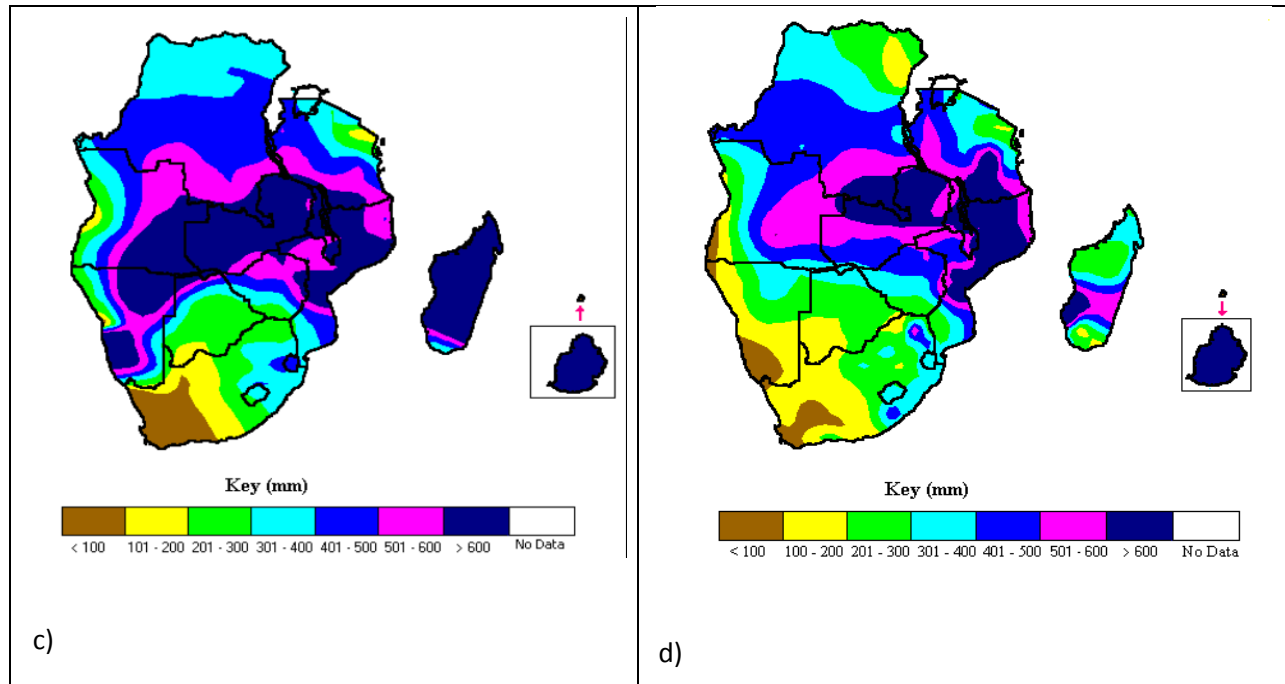 Key (mm)
< 100 101 - 200 201 - 300 301 - 400 401 - 500 501 - 600 > 600 No Data
c)
Key (mm)
< 100 100 - 200 201 - 300 301 - 400 401 - 500 501 - 600 > 600 No Data
d)